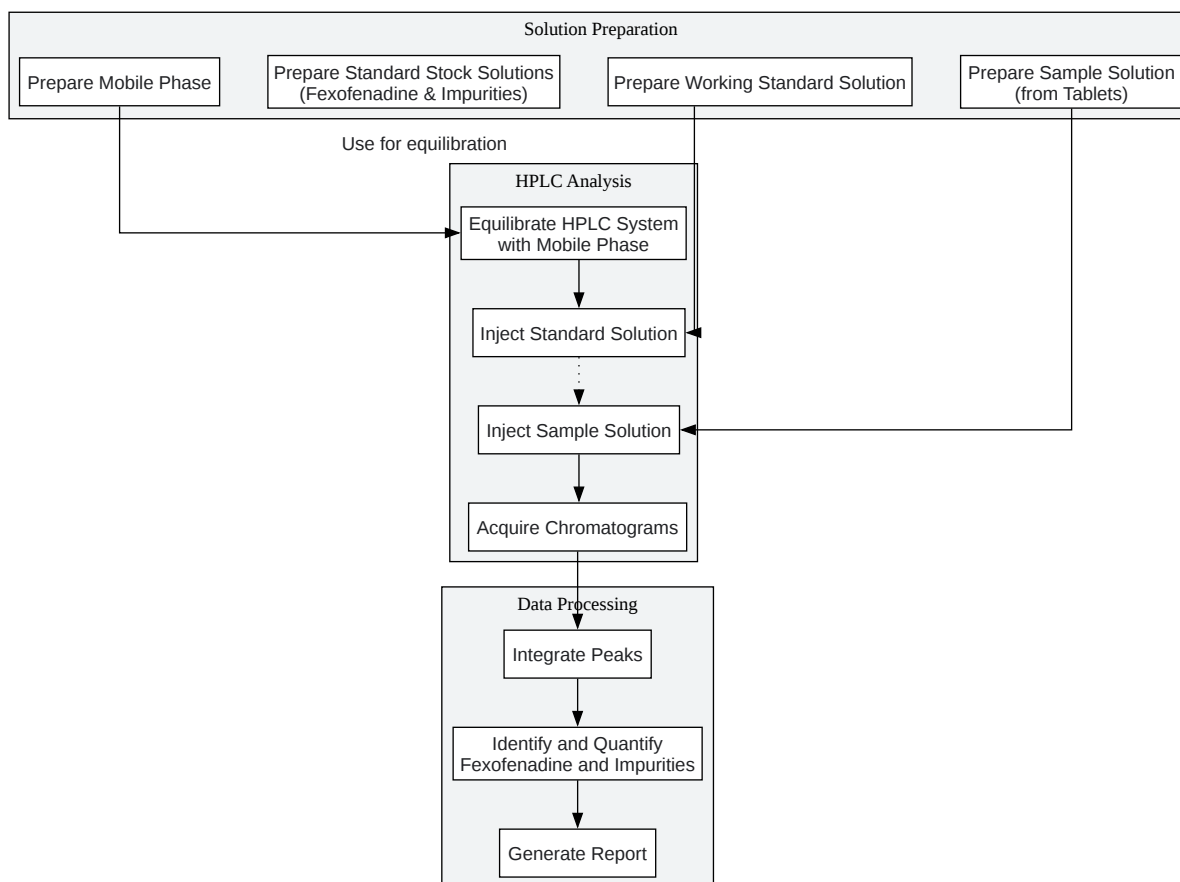 Solution Preparation
Prepare Mobile Phase
Prepare Standard Stock Solutions
(Fexofenadine & Impurities)
Prepare Working Standard Solution
Prepare Sample Solution
(from Tablets)
Use for equilibration
HPLC Analysis
Equilibrate HPLC System
with Mobile Phase
Inject Standard Solution
Inject Sample Solution
Acquire Chromatograms
Data Processing
Integrate Peaks
Identify and Quantify
Fexofenadine and Impurities
Generate Report